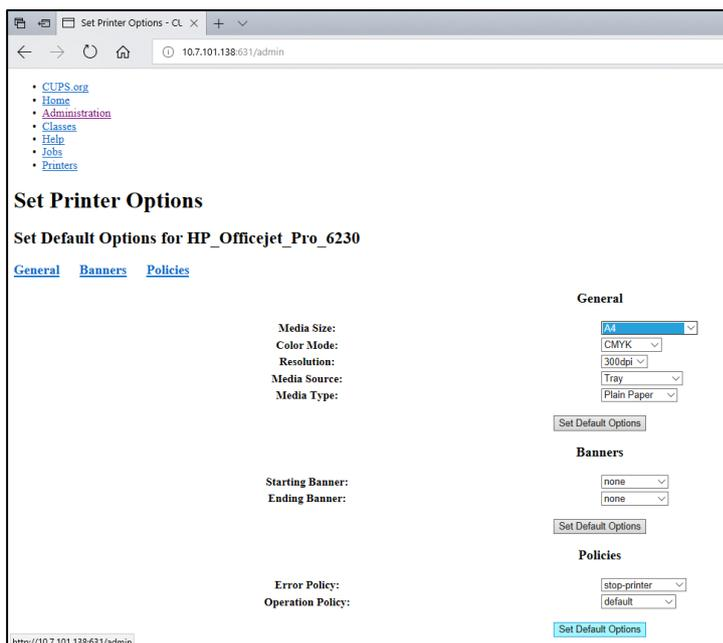 Set Printer Options - CU
10.7.101.138:631/admin
CUPS.org
Home
Administration
Classes
Help
Jobs
Printers
Set Printer Options
Set Default Options for HP_Officejet_Pro_6230
General Banners Policies
General
Media Size: A4
Color Mode: CMYK
Resolution: 300dpi
Media Source: Tray
Media Type: Plain Paper
Set Default Options
Banners
Starting Banner: none
Ending Banner: none
Set Default Options
Policies
Error Policy: stop-printer
Operation Policy: default
Set Default Options
http://10.7.101.138:631/admin